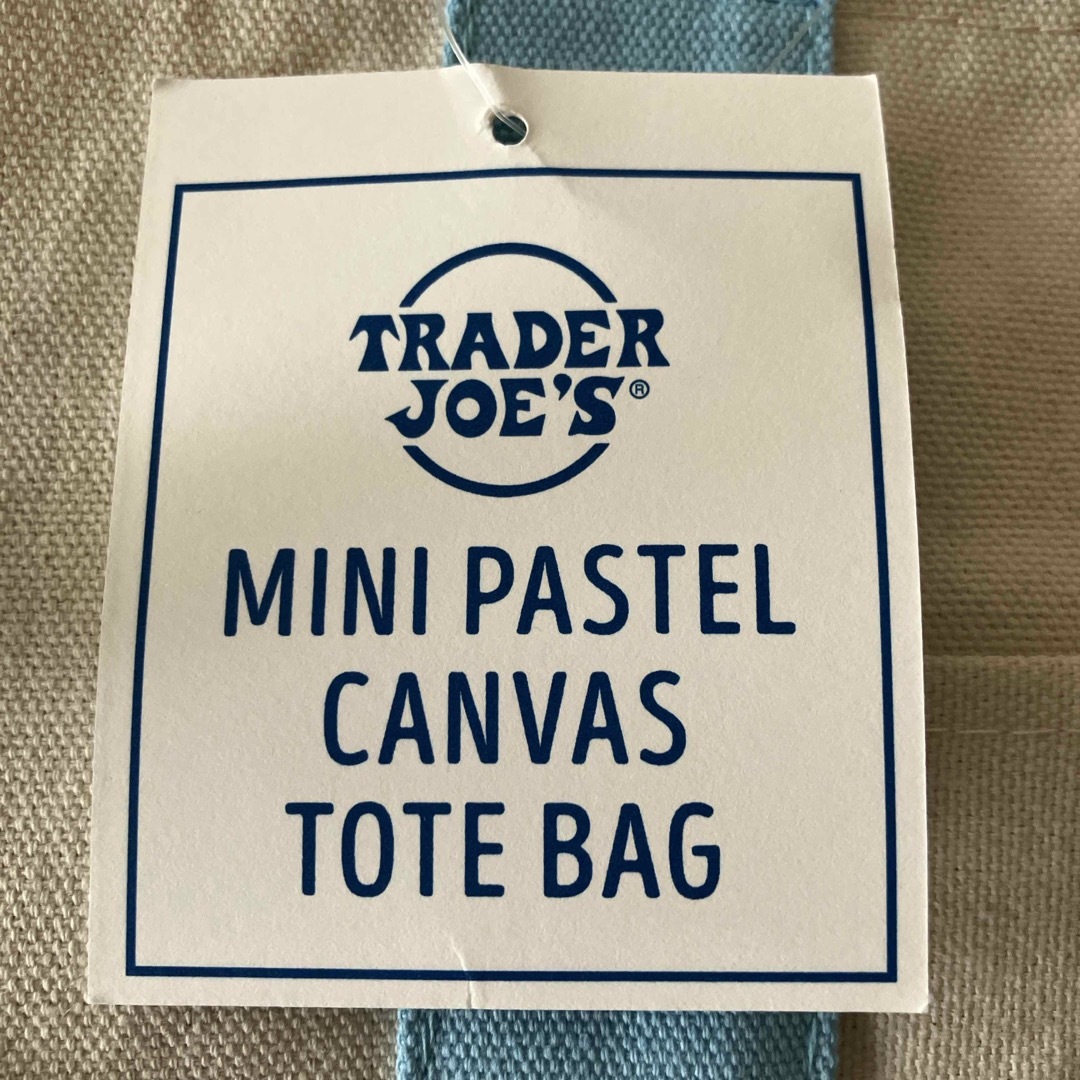 TRADER
JOE'S®
MINI PASTEL
CANVAS
TOTE BAG